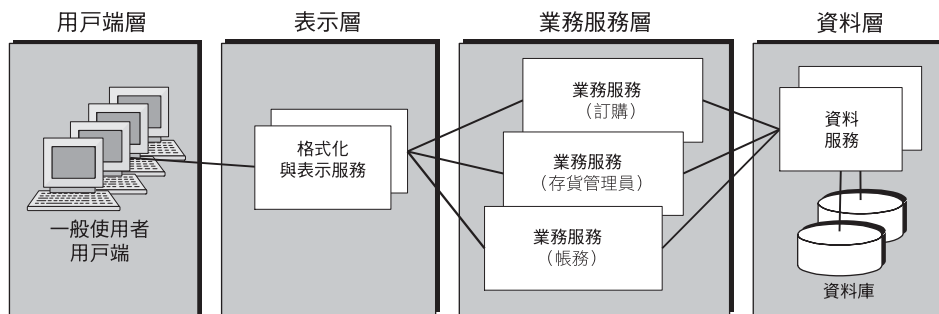 用戶端層
表示層
業務服務層
資料層
一般使用者
用戶端
格式化
與表示服務
業務服務
（訂購）
業務服務
（存貨管理員）
業務服務
（帳務）
資料
服務
資料庫